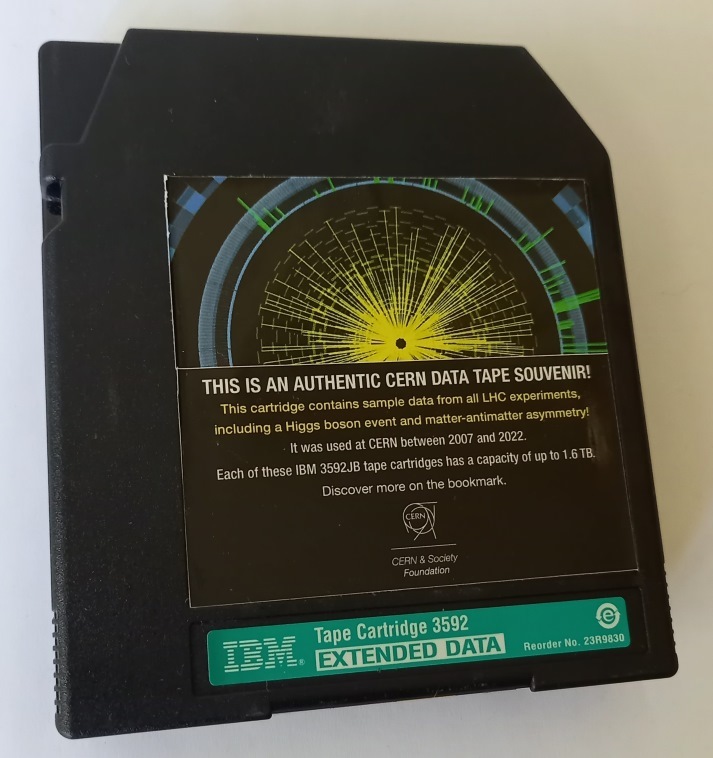 THIS IS AN AUTHENTIC CERN DATA TAPE SOUVENIR!
This cartridge contains sample data from all LHC experiments,
including a Higgs boson event and matter-antimatter asymmetry!
It was used at CERN between 2007 and 2022.
Each of these IBM 3592JB tape cartridges has a capacity of up to 1.6 TB.
Discover more on the bookmark.
CERN
CERN & Society
Foundation
IBM®
Tape Cartridge 3592
EXTENDED DATA
e
Reorder No. 23R9830